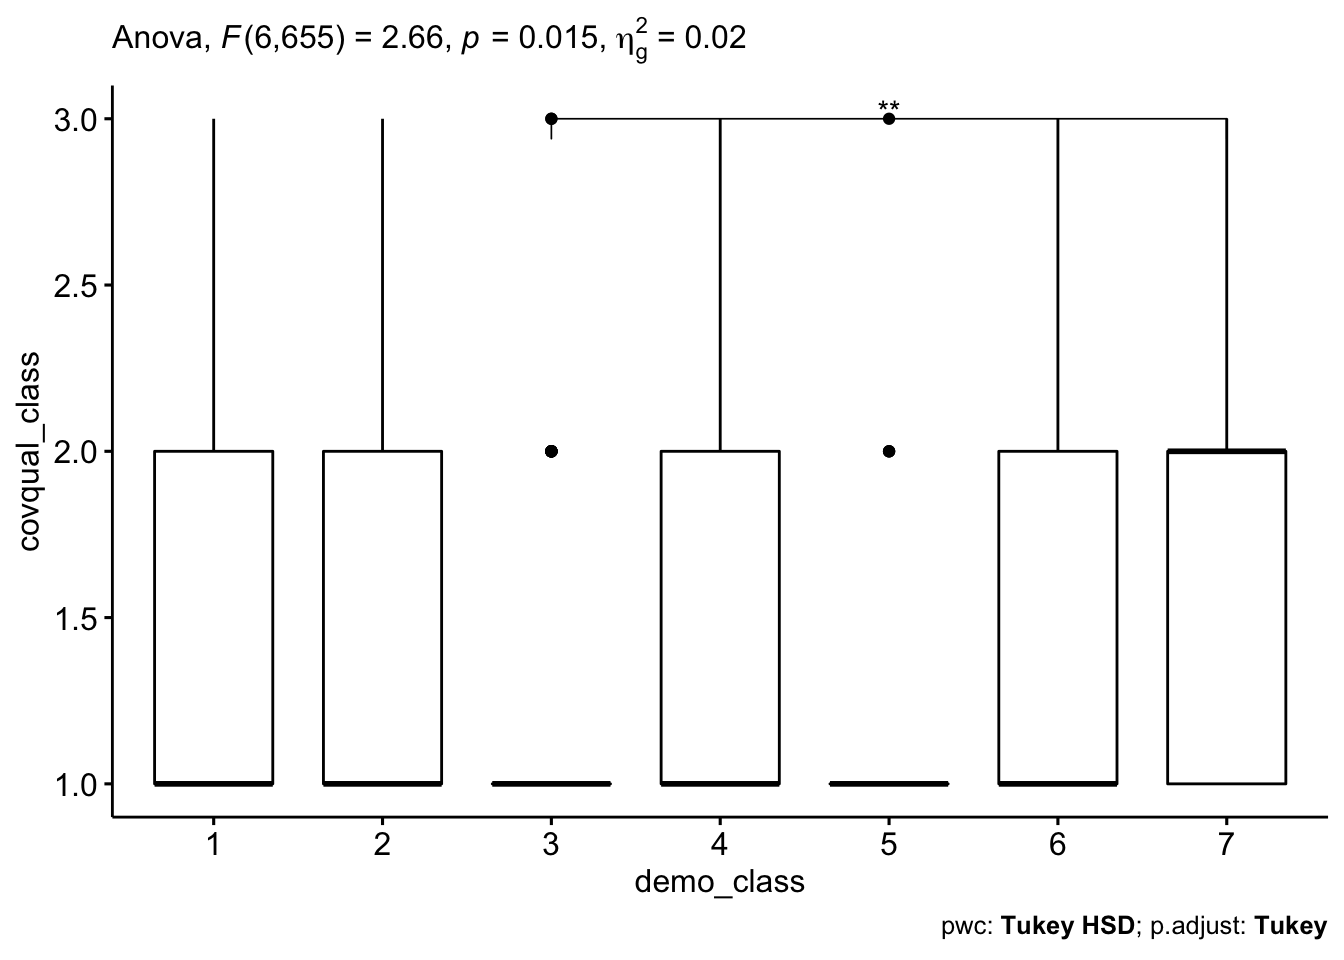 Anova, F(6,655) = 2.66, p = 0.015, η²g = 0.02
**
3.0
2.5
2.0
1.5
1.0
covqual_class
1 2 3 4 5 6 7
demo_class
pwc: Tukey HSD; p.adjust: Tukey